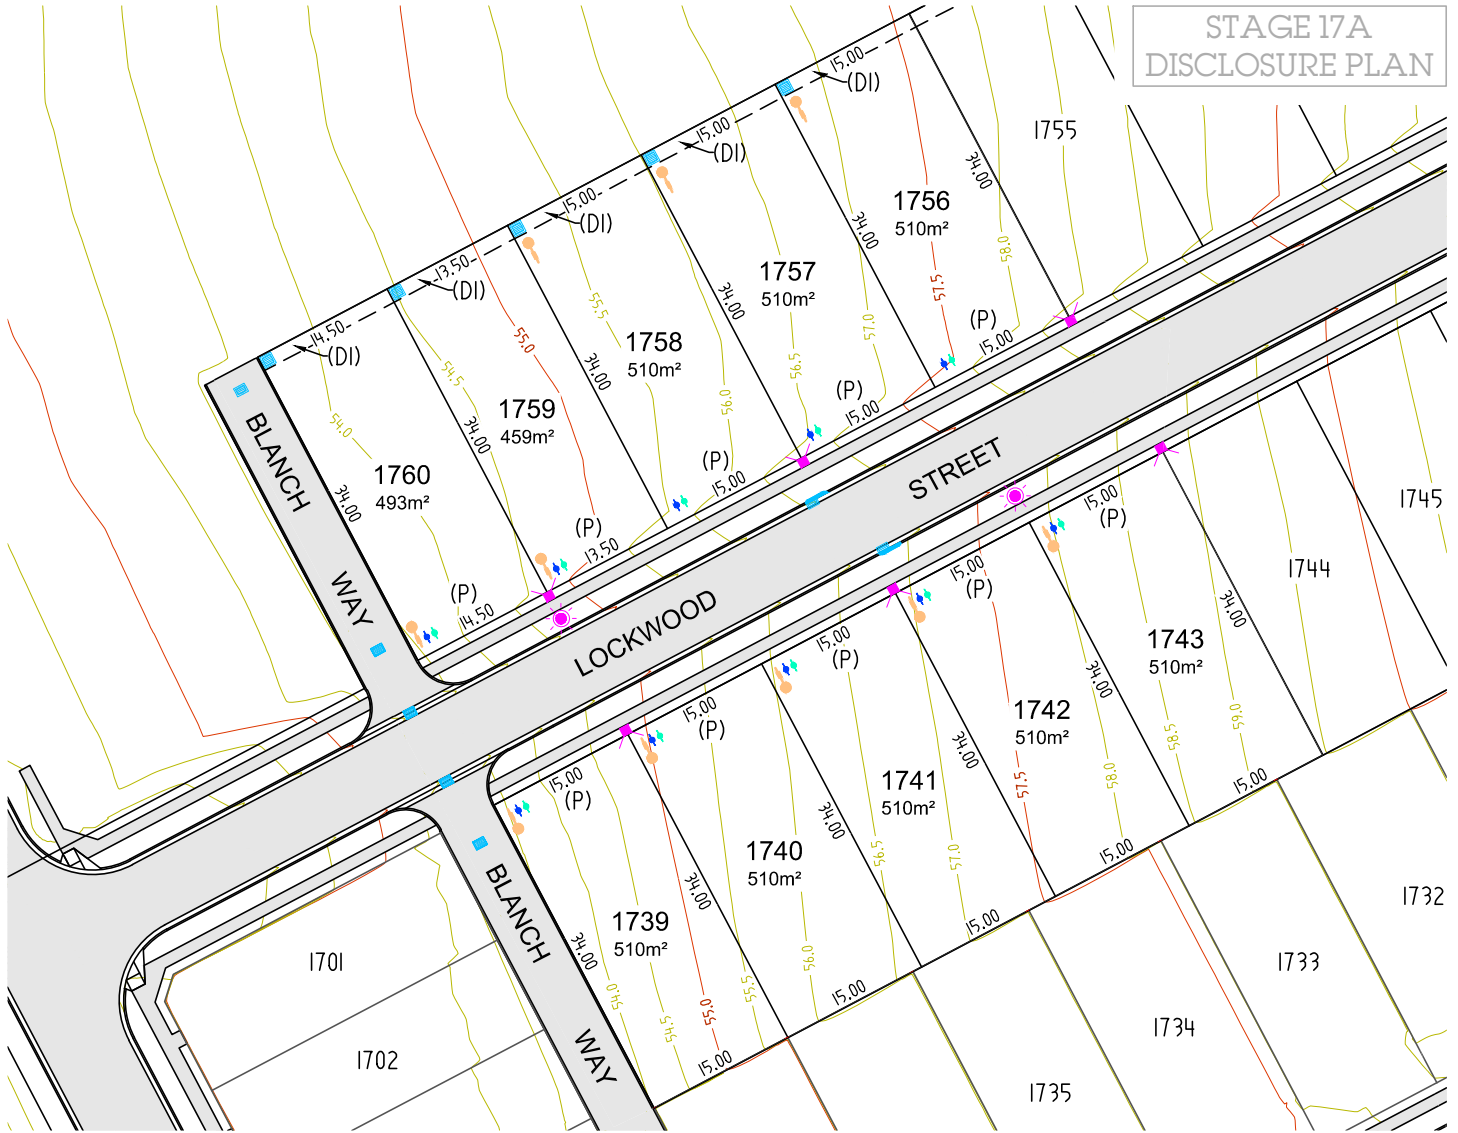 STAGE 17A
DISCLOSURE PLAN
15.00
(DI)
15.00
(DI)
15.00
(DI)
13.50
(DI)
14.50
(DI)
1755
34.00
1756
510m²
34.00
58.0
57.5
1757
510m²
34.00
57.0
56.5
1758
510m²
55.5
34.00
56.0
55.0
1759
459m²
54.5
34.00
1760
493m²
54.0
34.00
(P)
15.00
(P)
15.00
(P)
15.00
(P)
13.50
(P)
14.50
BLANCH
WAY
LOCKWOOD
STREET
15.00
(P)
15.00
(P)
15.00
(P)
15.00
(P)
15.00
(P)
1745
1744
34.00
1743
510m²
59.0
58.5
34.00
1742
510m²
58.0
57.5
34.00
1741
510m²
57.0
56.5
34.00
1740
510m²
56.0
55.5
34.00
1739
510m²
55.0
54.5
54.0
34.00
15.00
15.00
15.00
15.00
15.00
BLANCH
WAY
1701
1702
1732
1733
1734
1735